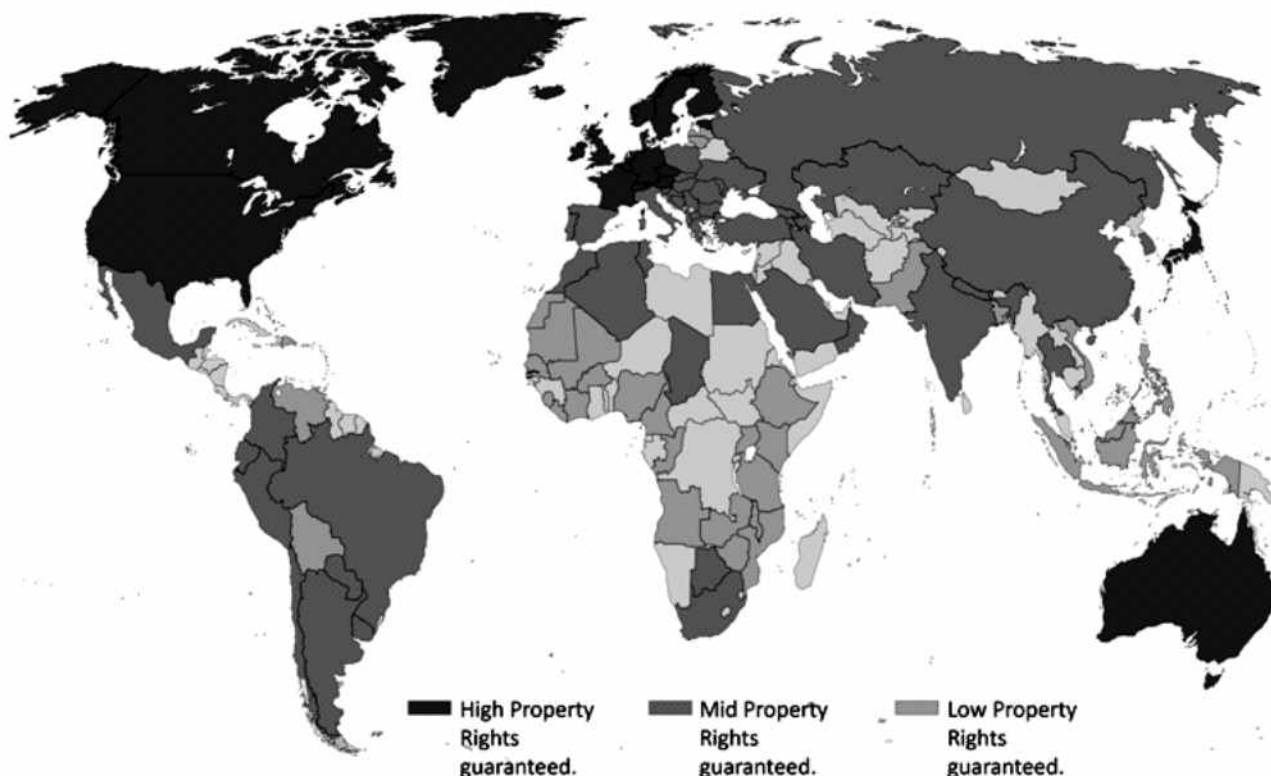 High Property
Rights
guaranteed.
Mid Property
Rights
guaranteed.
Low Property
Rights
guaranteed.